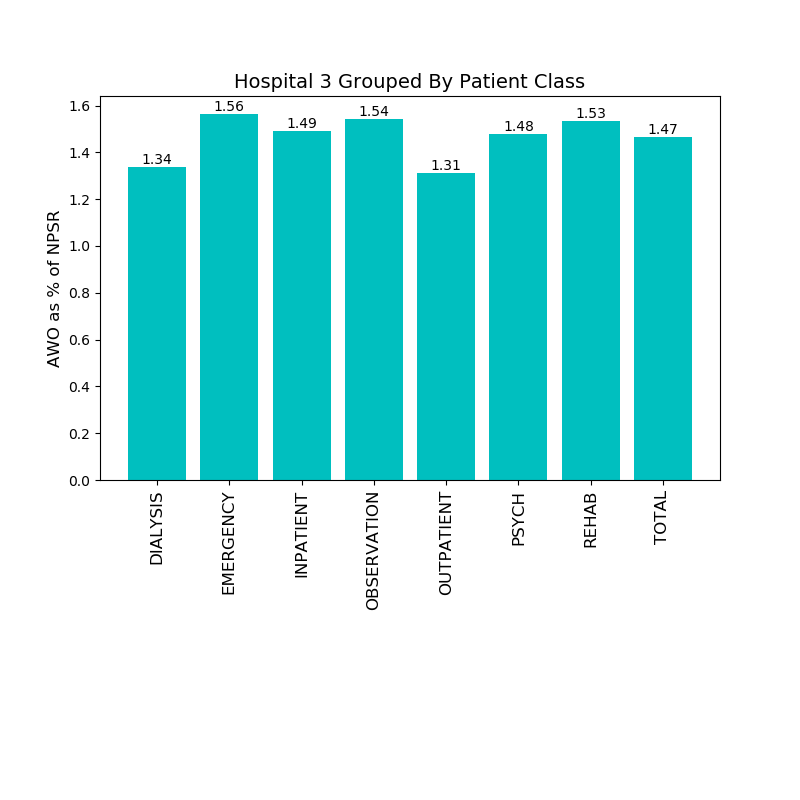 Hospital 3 Grouped By Patient Class
AWO as % of NPSR
1.6
1.4
1.2
1.0
0.8
0.6
0.4
0.2
0.0
1.34
1.56
1.49
1.54
1.31
1.48
1.53
1.47
DIALYSIS
EMERGENCY
INPATIENT
OBSERVATION
OUTPATIENT
PSYCH
REHAB
TOTAL